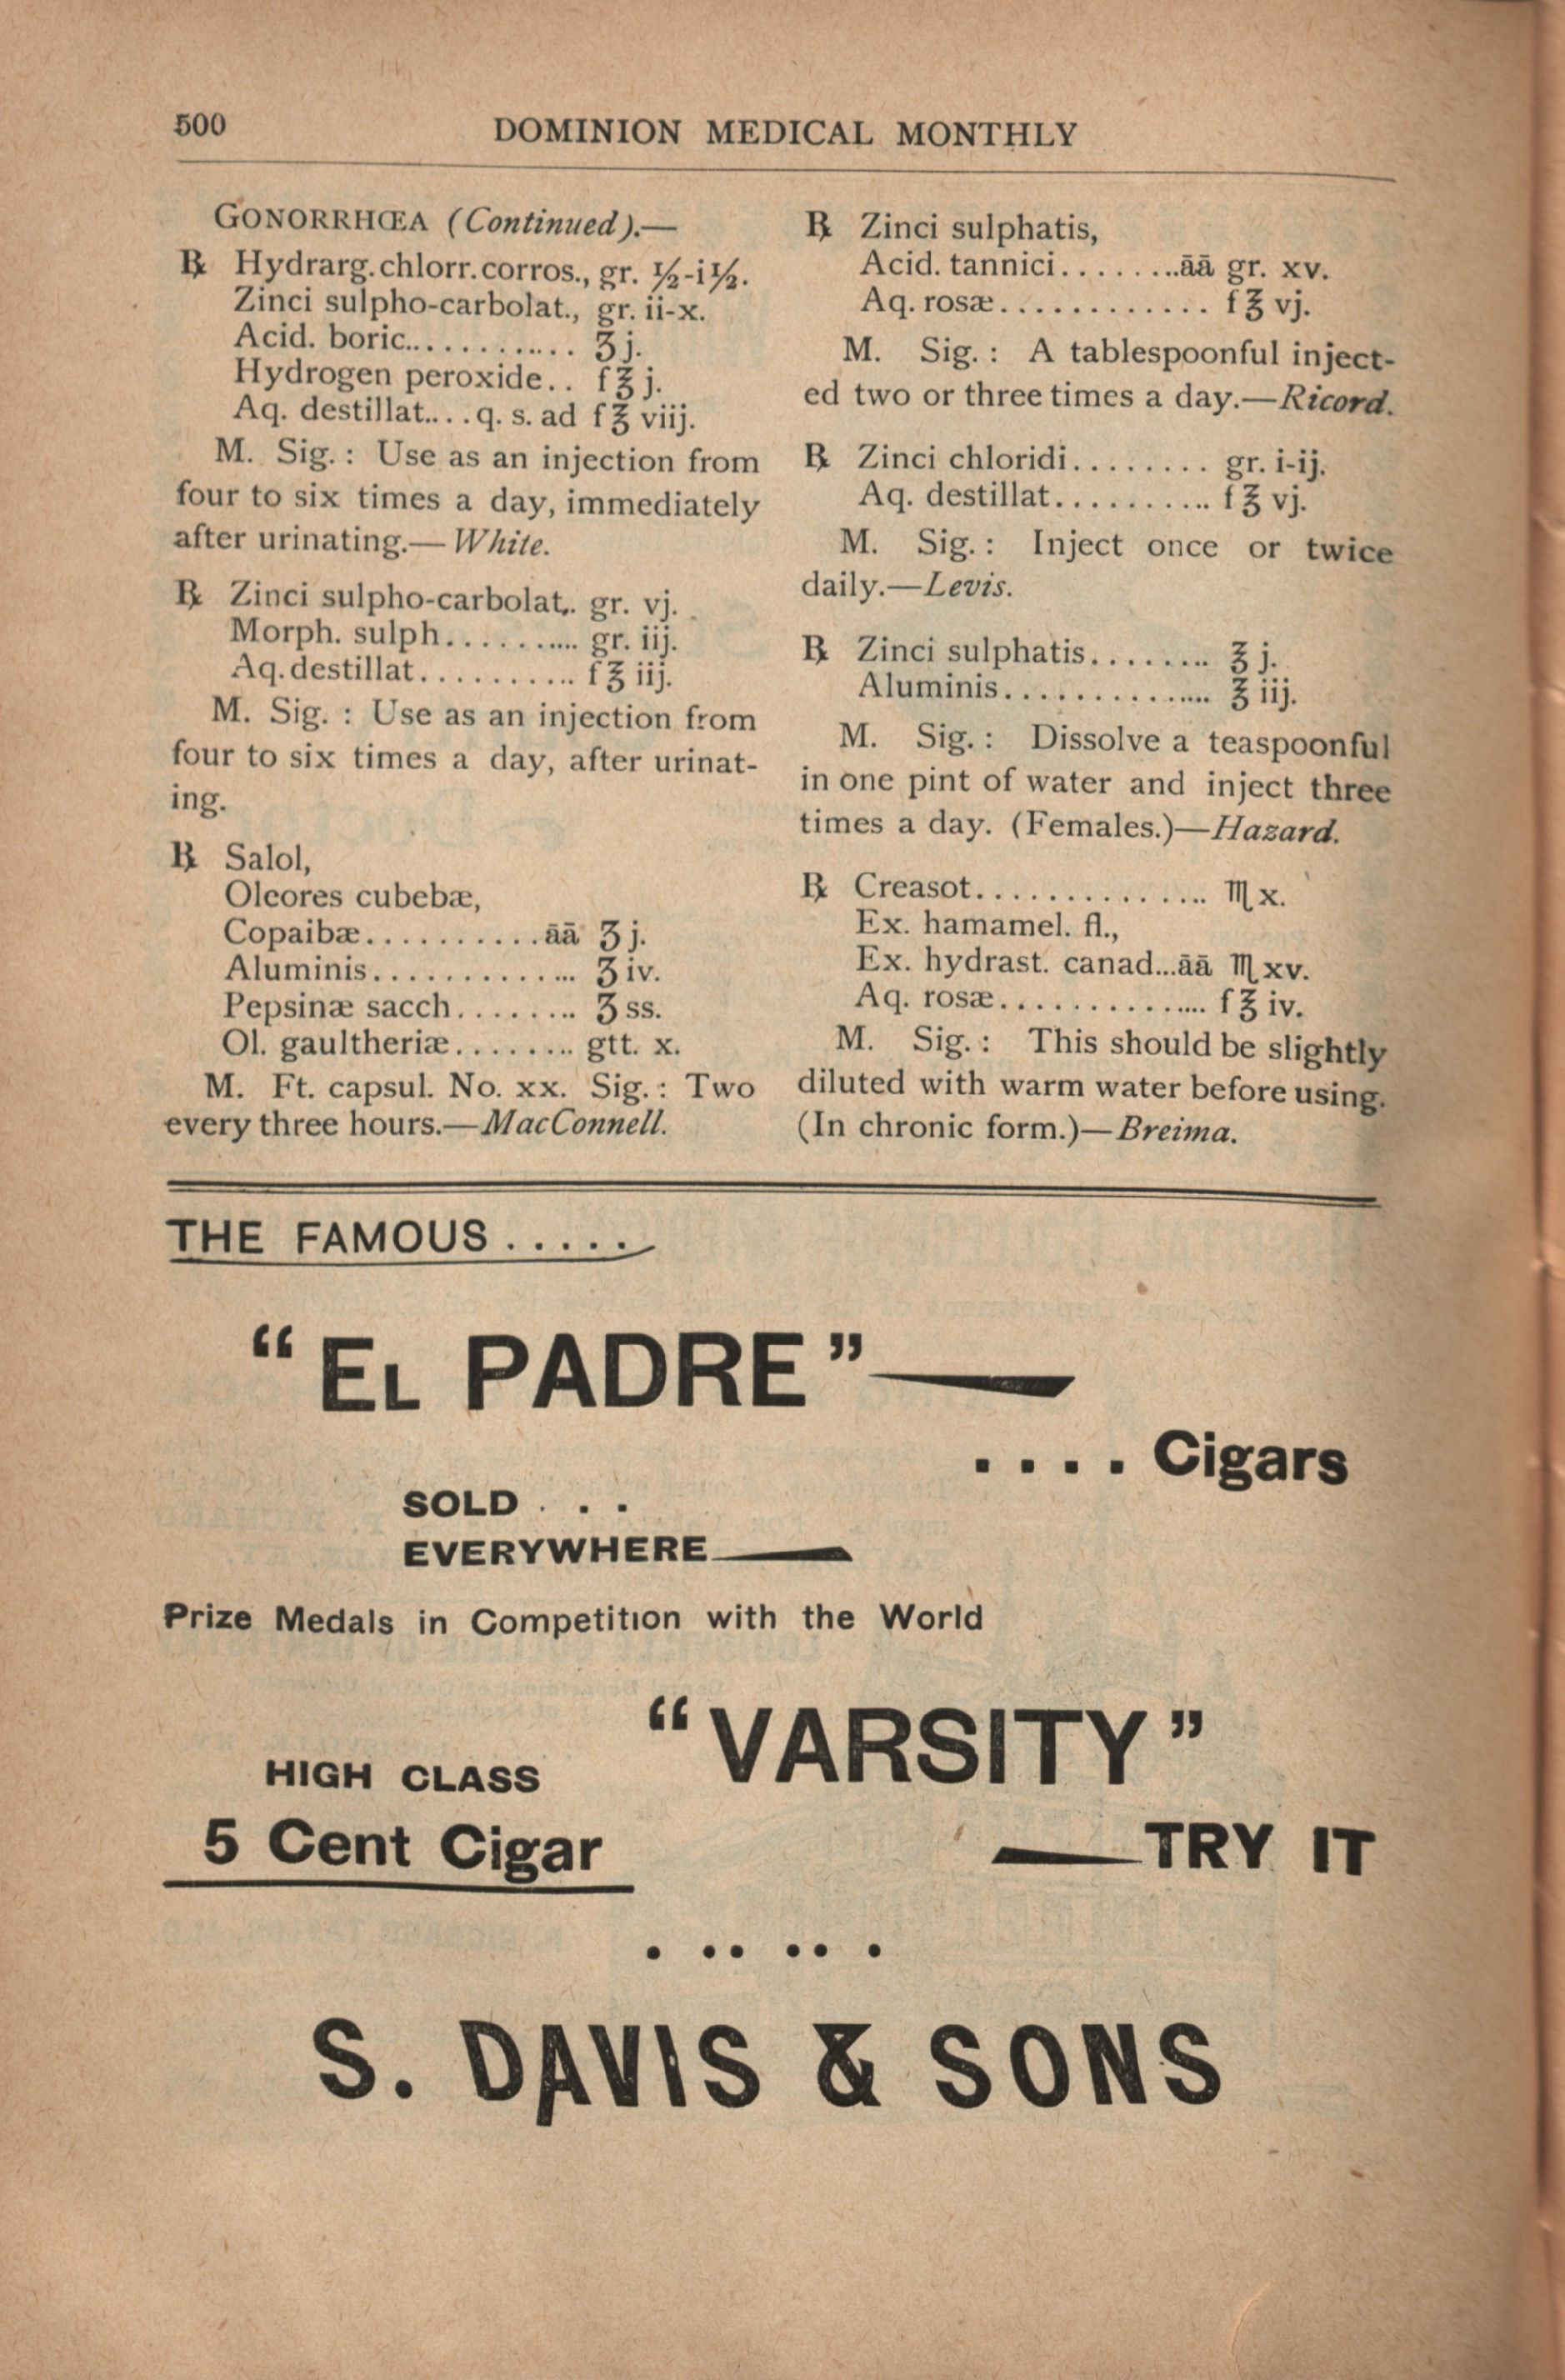 500
DOMINION MEDICAL MONTHLY
GONORRHŒA (Continued).—
℞ Hydrarg. chlorr. corros., gr. ½-i½.
Zinci sulpho-carbolat., gr. ii-x.
Acid. boric............ ʒj.
Hydrogen peroxide.. f℥j.
Aq. destillat....q. s. ad f℥viij.
M. Sig.: Use as an injection from
four to six times a day, immediately
after urinating.—White.
℞ Zinci sulpho-carbolat.. gr. vj.
Morph. sulph.......... gr. iij.
Aq. destillat.......... f℥iij.
M. Sig.: Use as an injection from
four to six times a day, after urinat-
ing.
℞ Salol,
Oleores cubebæ,
Copaibæ..........āā ʒj.
Aluminis............ ʒiv.
Pepsinæ sacch........ ʒss.
Ol. gaultheriæ........ gtt. x.
M. Ft. capsul. No. xx. Sig.: Two
every three hours.—MacConnell.
℞ Zinci sulphatis,
Acid. tannici........āā gr. xv.
Aq. rosæ............ f℥vj.
M. Sig.: A tablespoonful inject-
ed two or three times a day.—Ricord.
℞ Zinci chloridi........ gr. i-ij.
Aq. destillat.......... f℥vj.
M. Sig.: Inject once or twice
daily.—Levis.
℞ Zinci sulphatis........ ℥j.
Aluminis............. ℥iij.
M. Sig.: Dissolve a teaspoonful
in one pint of water and inject three
times a day. (Females.)—Hazard.
℞ Creasot.............. ♏x.
Ex. hamamel. fl.,
Ex. hydrast. canad...āā ♏xv.
Aq. rosæ............. f℥iv.
M. Sig.: This should be slightly
diluted with warm water before using.
(In chronic form.)—Breima.
THE FAMOUS.....
"EL PADRE"—
.... Cigars
SOLD . . .
EVERYWHERE—
Prize Medals in Competition with the World
"VARSITY"
HIGH CLASS
5 Cent Cigar
—TRY IT
. .. .. .
S. DAVIS & SONS